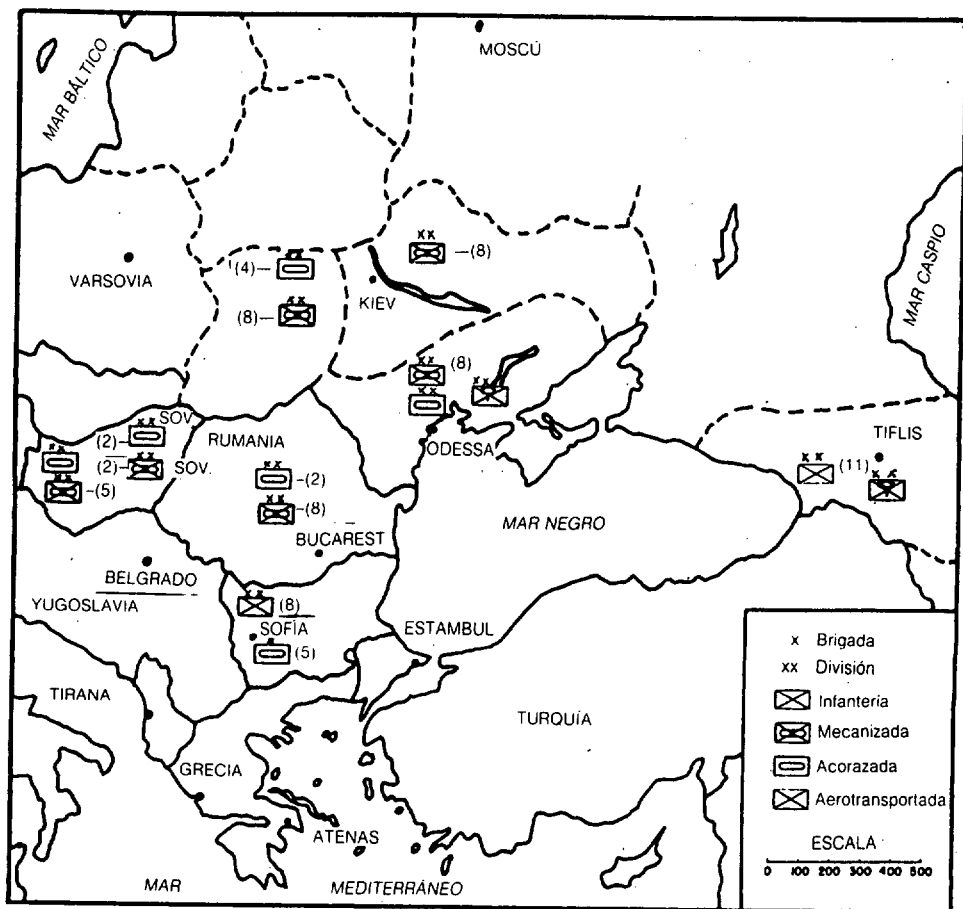 MOSCÚ
MAR BÁLTICO
VARSOVIA
(4)
(8)
KIEV
(8)
MAR CASPIO
(8)
ODESSA
SOV.
(2)
(2)
SOV.
(5)
RUMANIA
(2)
(8)
BUCAREST
TIFLIS
(11)
MAR NEGRO
BELGRADO
YUGOSLAVIA
(8)
SOFÍA
(5)
ESTAMBUL
TIRANA
GRECIA
ATENAS
TURQUÍA
MAR MEDITERRÁNEO
x Brigada
xx División
Infantería
Mecanizada
Acorazada
Aerotransportada
ESCALA
0 100 200 300 400 500